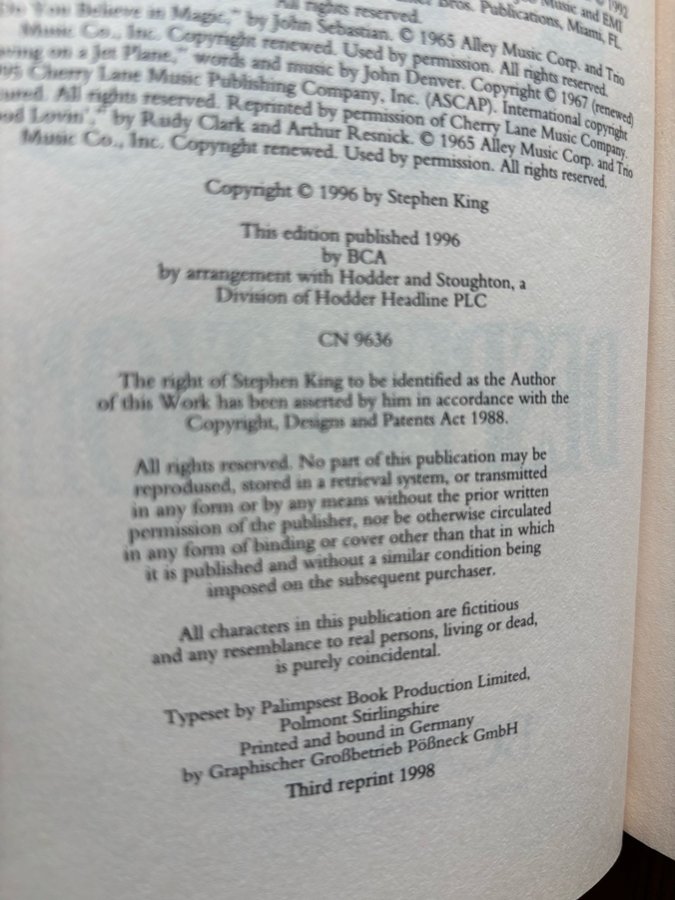 All rights reserved.
Music and EMI
Bros. Publications, Miami, FL.
You Believe in Magic," by John Sebastian. © 1965 Alley Music Corp. and Trio
Music Co., Inc. Copyright renewed. Used by permission. All rights reserved.
on a Jet Plane," words and music by John Denver. Copyright © 1967 (renewed)
Cherry Lane Music Publishing Company, Inc. (ASCAP). International copyright
All rights reserved. Reprinted by permission of Cherry Lane Music Company.
Lovin'," by Rudy Clark and Arthur Resnick. © 1965 Alley Music Corp. and Trio
Music Co., Inc. Copyright renewed. Used by permission. All rights reserved.
Copyright © 1996 by Stephen King
This edition published 1996
by BCA
by arrangement with Hodder and Stoughton, a
Division of Hodder Headline PLC
CN 9636
The right of Stephen King to be identified as the Author
of this Work has been asserted by him in accordance with the
Copyright, Designs and Patents Act 1988.
All rights reserved. No part of this publication may be
reprodused, stored in a retrieval system, or transmitted
in any form or by any means without the prior written
permission of the publisher, nor be otherwise circulated
in any form of binding or cover other than that in which
it is published and without a similar condition being
imposed on the subsequent purchaser.
All characters in this publication are fictitious
and any resemblance to real persons, living or dead,
is purely coincidental.
Typeset by Palimpsest Book Production Limited,
Polmont Stirlingshire
Printed and bound in Germany
by Graphischer Großbetrieb Pößneck GmbH
Third reprint 1998